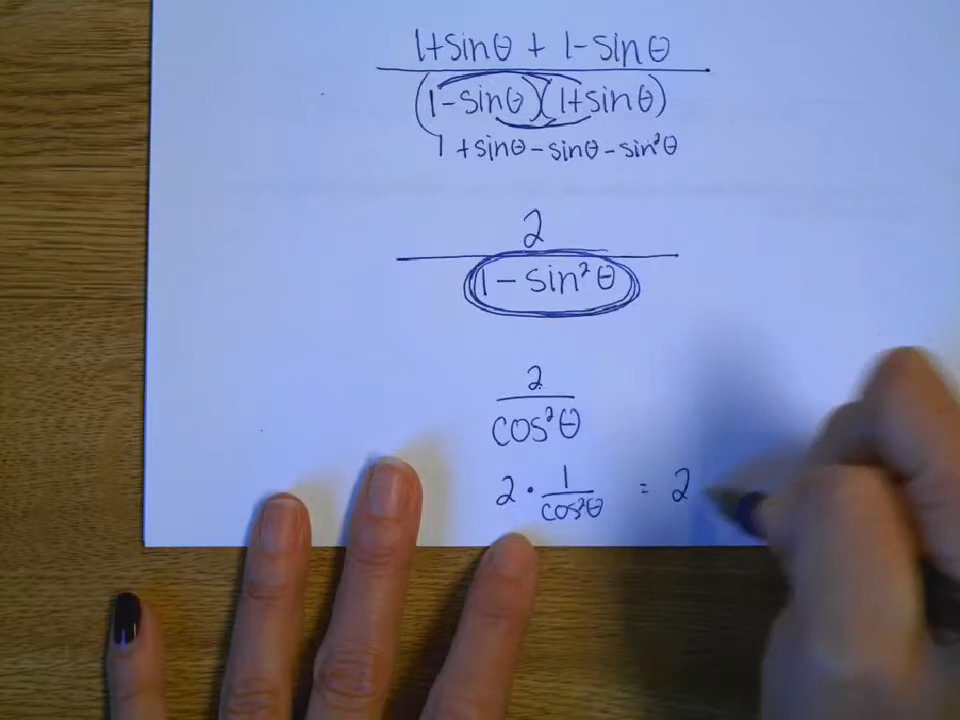 1+sinθ + 1-sinθ
(1-sinθ)(1+sinθ)
1 +sinθ -sinθ -sin²θ
2
1 - sin²θ
2
cos²θ
2 · 1/cos²θ = 2